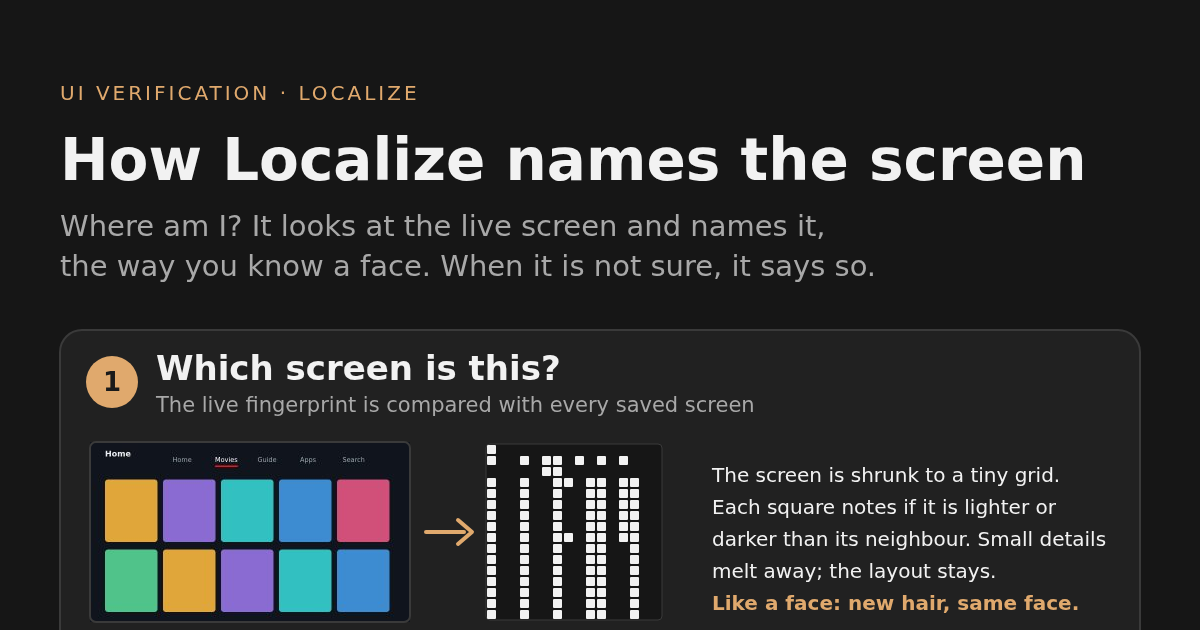 UI VERIFICATION · LOCALIZE
How Localize names the screen
Where am I? It looks at the live screen and names it,
the way you know a face. When it is not sure, it says so.
1
Which screen is this?
The live fingerprint is compared with every saved screen
Home
Home Movies Guide Apps Search
The screen is shrunk to a tiny grid.
Each square notes if it is lighter or
darker than its neighbour. Small details
melt away; the layout stays.
Like a face: new hair, same face.